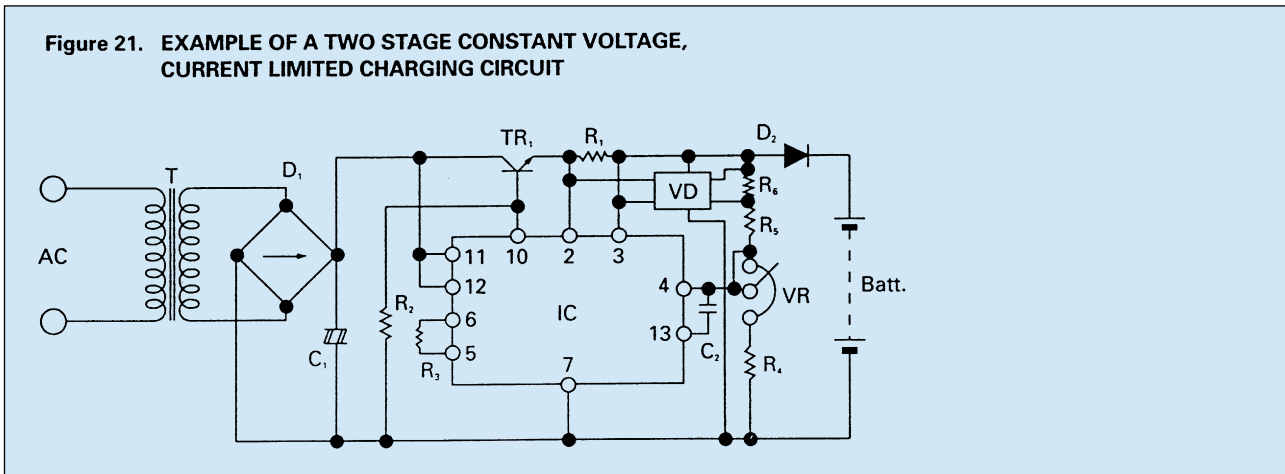 Figure 21. EXAMPLE OF A TWO STAGE CONSTANT VOLTAGE,
CURRENT LIMITED CHARGING CIRCUIT
TR₁
R₁
D₂
T
D₁
VD
R₆
R₅
AC
11
10
2
3
12
4
VR
Batt.
R₂
IC
6
13
C₁
5
C₂
R₃
7
R₄